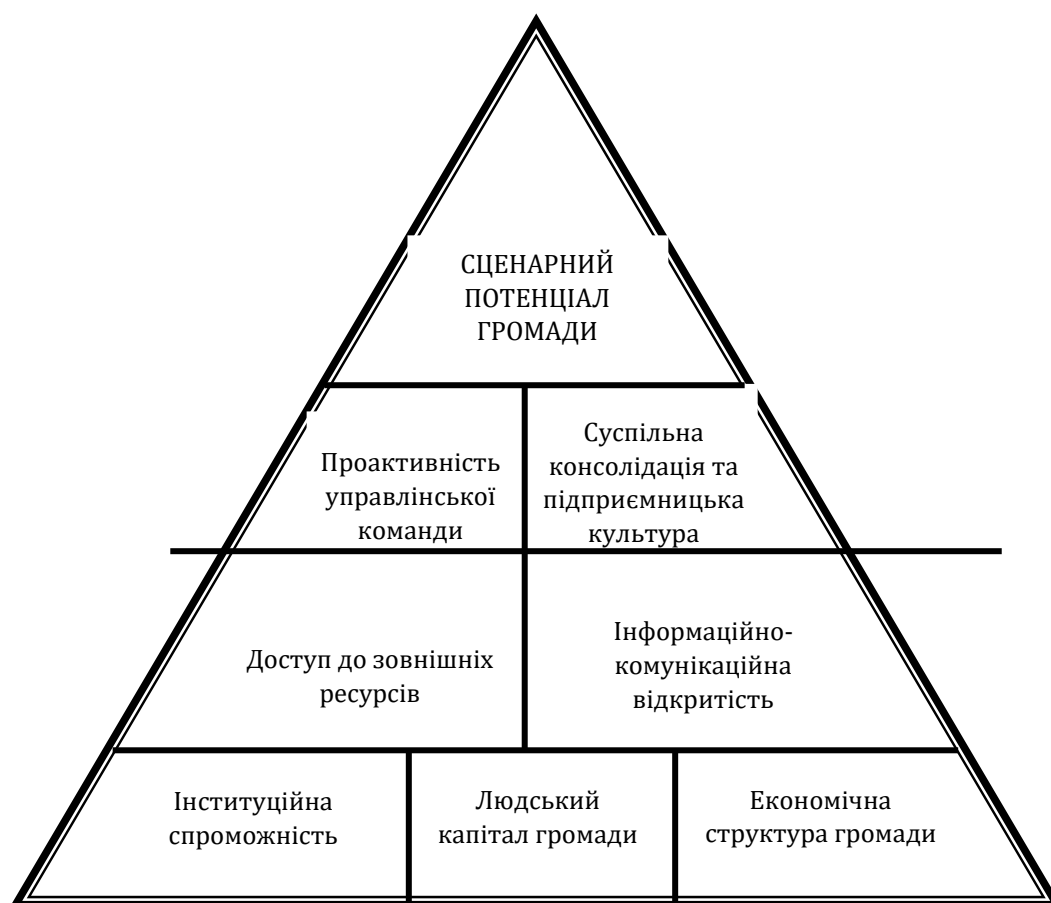 СЦЕНАРНИЙ
ПОТЕНЦІАЛ
ГРОМАДИ
Проактивність
управлінської
команди
Суспільна
консолідація та
підприємницька
культура
Доступ до зовнішніх
ресурсів
Інформаційно-
комунікаційна
відкритість
Інституційна
спроможність
Людський
капітал громади
Економічна
структура громади